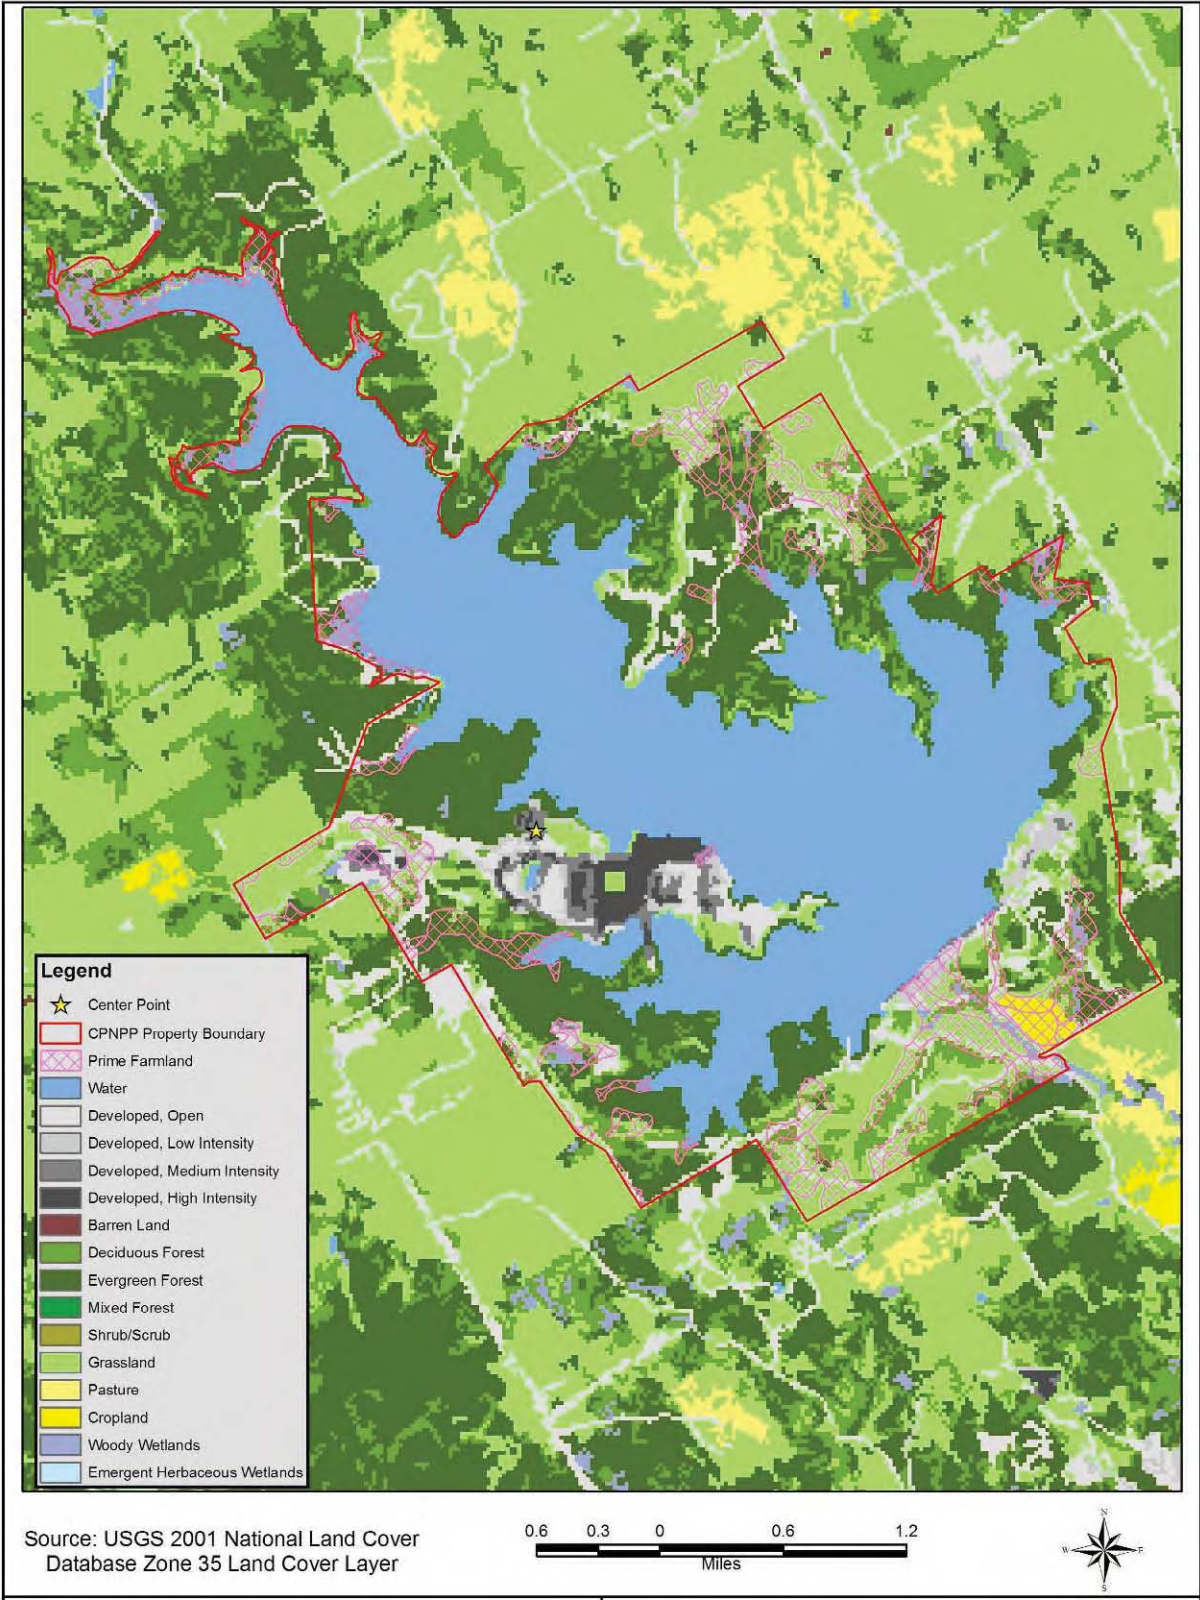 Legend
Center Point
CPNPP Property Boundary
Prime Farmland
Water
Developed, Open
Developed, Low Intensity
Developed, Medium Intensity
Developed, High Intensity
Barren Land
Deciduous Forest
Evergreen Forest
Mixed Forest
Shrub/Scrub
Grassland
Pasture
Cropland
Woody Wetlands
Emergent Herbaceous Wetlands
Source: USGS 2001 National Land Cover
Database Zone 35 Land Cover Layer
0.6 0.3 0 0.6 1.2
Miles
N
W E
S